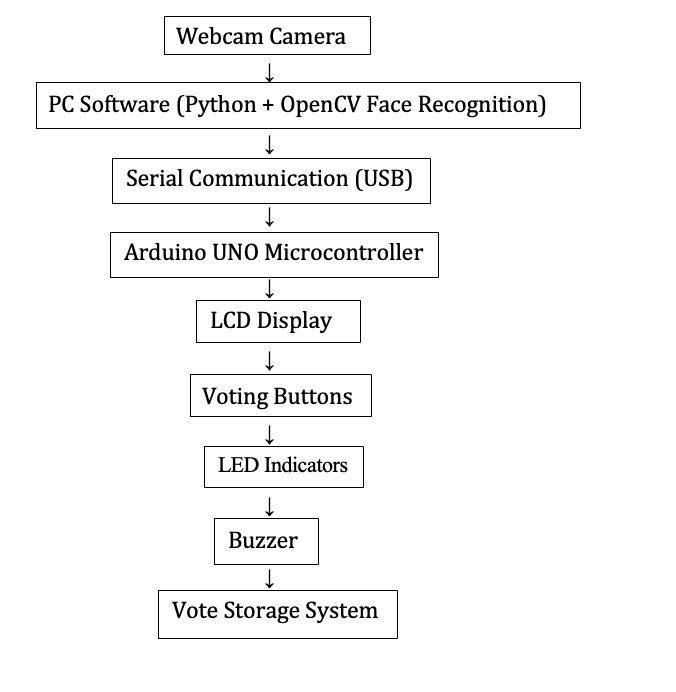 Webcam Camera
↓
PC Software (Python + OpenCV Face Recognition)
↓
Serial Communication (USB)
↓
Arduino UNO Microcontroller
↓
LCD Display
↓
Voting Buttons
↓
LED Indicators
↓
Buzzer
↓
Vote Storage System